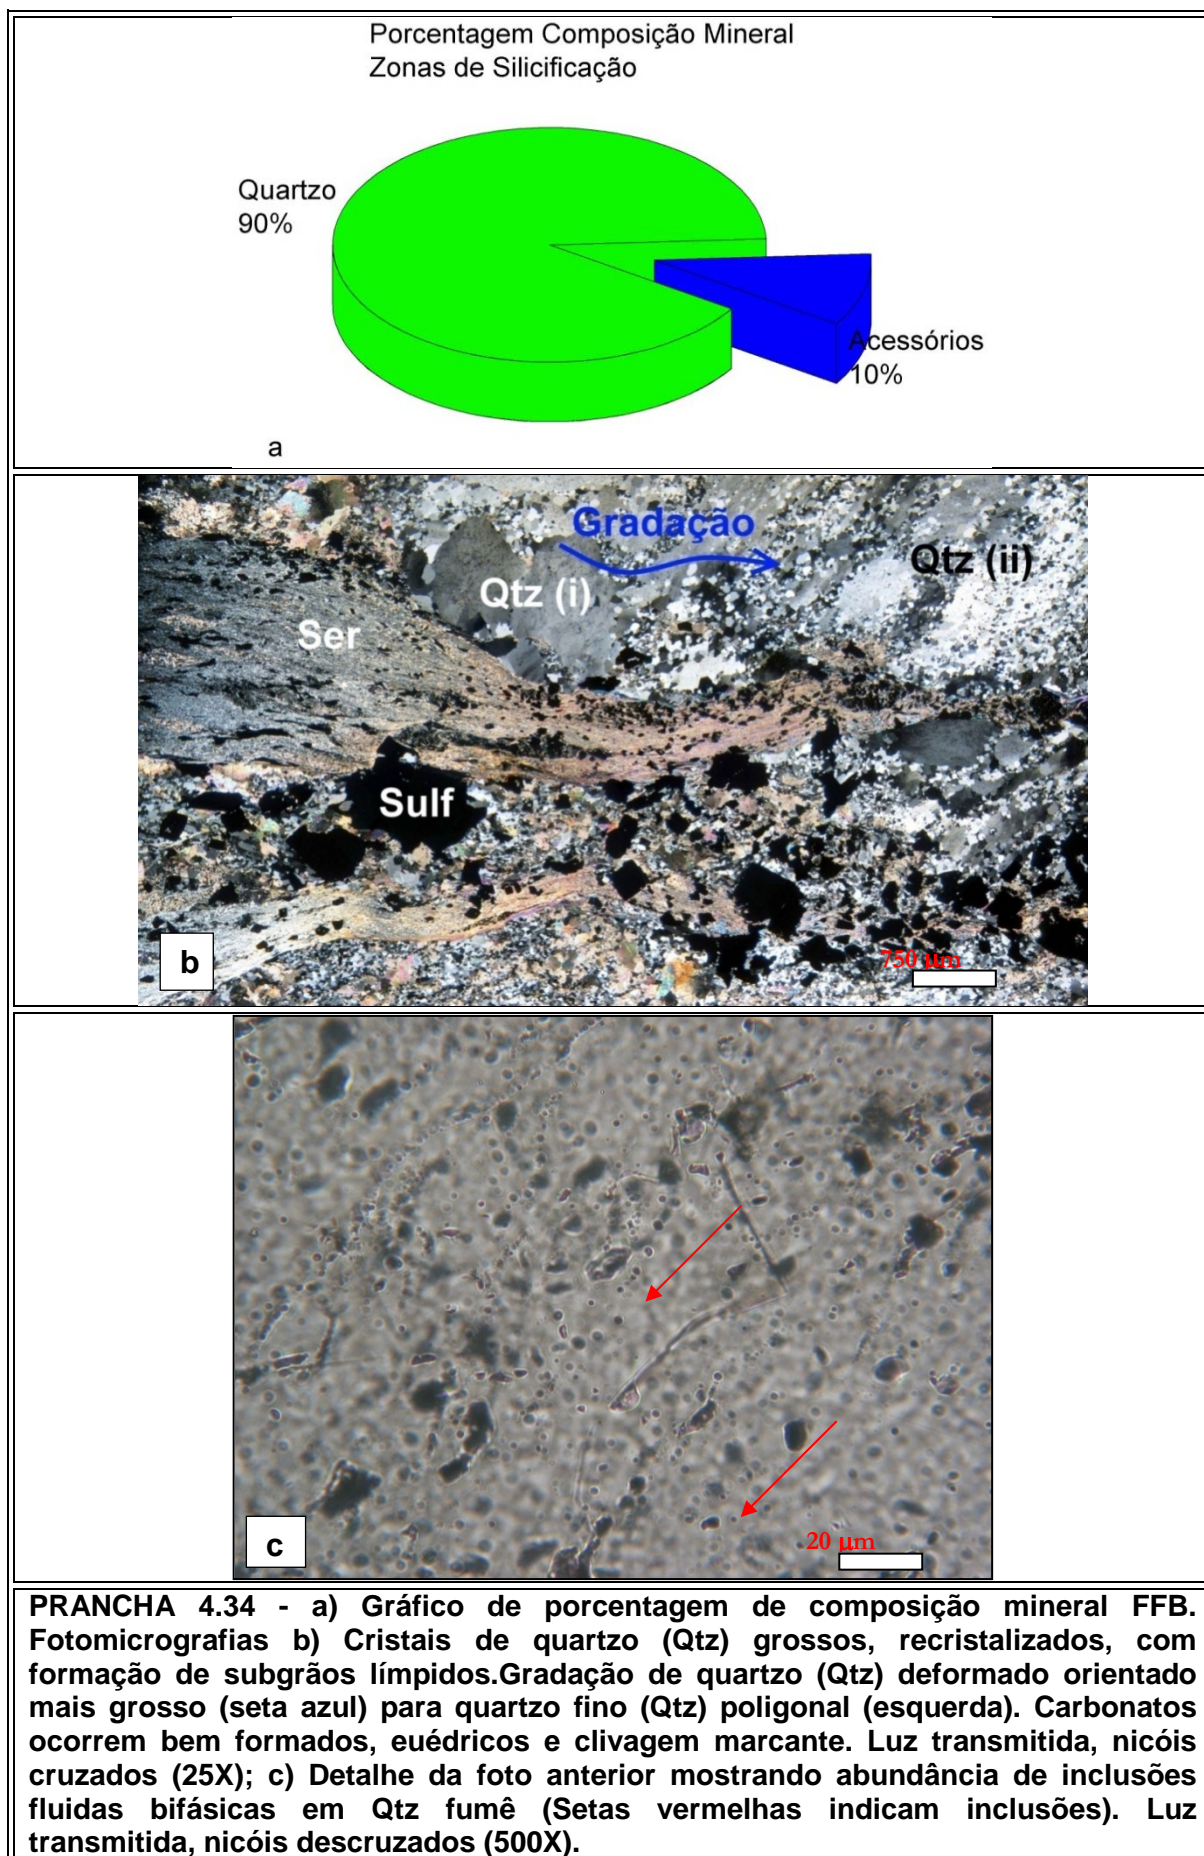 Porcentagem Composição Mineral
Zonas de Silicificação
Quartzo
90%
Acessórios
10%
a
Gradação
Qtz (i)
Qtz (ii)
Ser
Sulf
b
750 µm
c
20 µm
PRANCHA 4.34 - a) Gráfico de porcentagem de composição mineral FFB.
Fotomicrografias b) Cristais de quartzo (Qtz) grossos, recristalizados, com
formação de subgrãos límpidos.Gradação de quartzo (Qtz) deformado orientado
mais grosso (seta azul) para quartzo fino (Qtz) poligonal (esquerda). Carbonatos
ocorrem bem formados, euédricos e clivagem marcante. Luz transmitida, nicóis
cruzados (25X); c) Detalhe da foto anterior mostrando abundância de inclusões
fluidas bifásicas em Qtz fumê (Setas vermelhas indicam inclusões). Luz
transmitida, nicóis descruzados (500X).